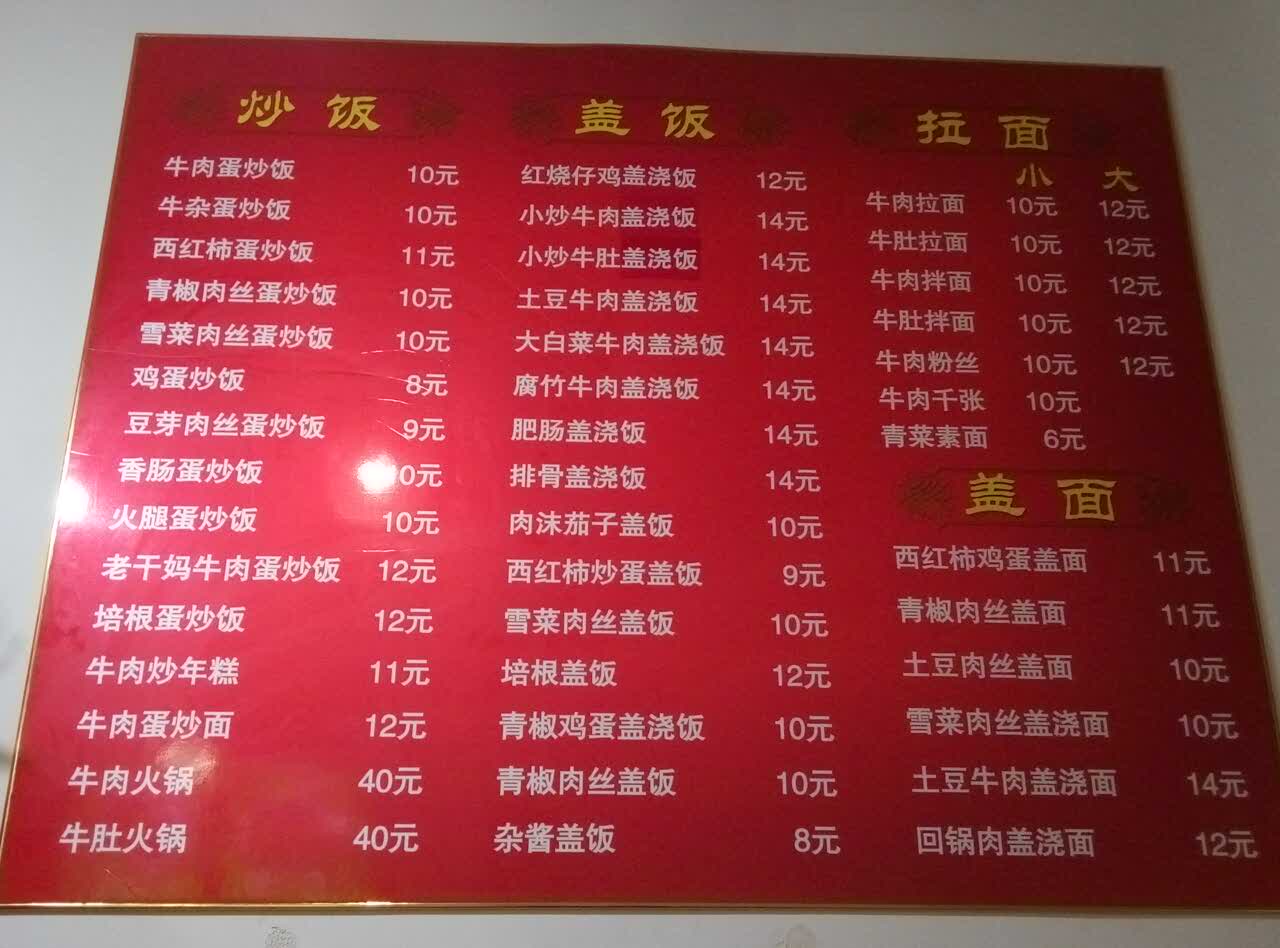 炒饭
牛肉蛋炒饭 10元
牛杂蛋炒饭 10元
西红柿蛋炒饭 11元
青椒肉丝蛋炒饭 10元
雪菜肉丝蛋炒饭 10元
鸡蛋炒饭 8元
豆芽肉丝蛋炒饭 9元
香肠蛋炒饭 0元
火腿蛋炒饭 10元
老干妈牛肉蛋炒饭 12元
培根蛋炒饭 12元
牛肉炒年糕 11元
牛肉蛋炒面 12元
牛肉火锅 40元
牛肚火锅 40元
盖饭
红烧仔鸡盖浇饭 12元
小炒牛肉盖浇饭 14元
小炒牛肚盖浇饭 14元
土豆牛肉盖浇饭 14元
大白菜牛肉盖浇饭 14元
腐竹牛肉盖浇饭 14元
肥肠盖浇饭 14元
排骨盖浇饭 14元
肉沫茄子盖饭 10元
西红柿炒蛋盖饭 9元
雪菜肉丝盖饭 10元
培根盖饭 12元
青椒鸡蛋盖浇饭 10元
青椒肉丝盖饭 10元
杂酱盖饭 8元
拉面
小 大
牛肉拉面 10元 12元
牛肚拉面 10元 12元
牛肉拌面 10元 12元
牛肚拌面 10元 12元
牛肉粉丝 10元 12元
牛肉千张 10元
青菜素面 6元
盖面
西红柿鸡蛋盖面 11元
青椒肉丝盖面 11元
土豆肉丝盖面 10元
雪菜肉丝盖浇面 10元
土豆牛肉盖浇面 14元
回锅肉盖浇面 12元